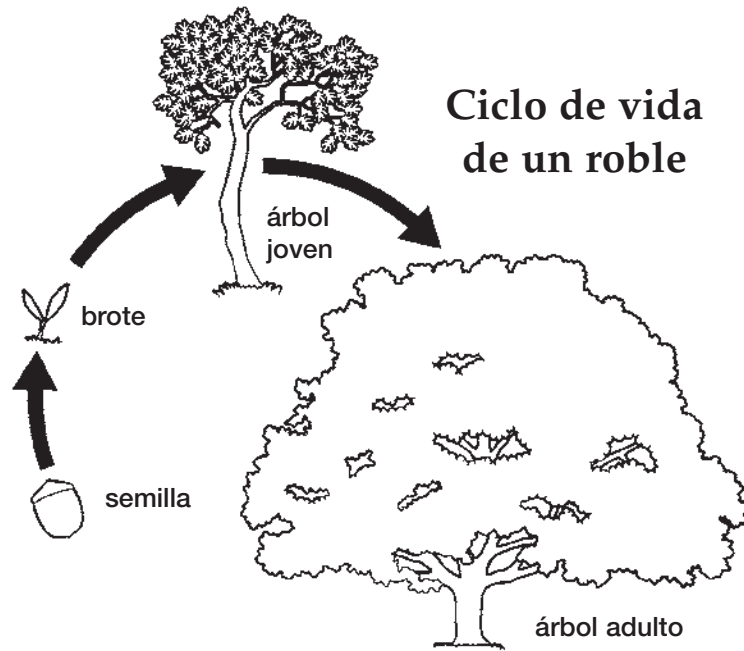 Ciclo de vida
de un roble
árbol
joven
brote
semilla
árbol adulto